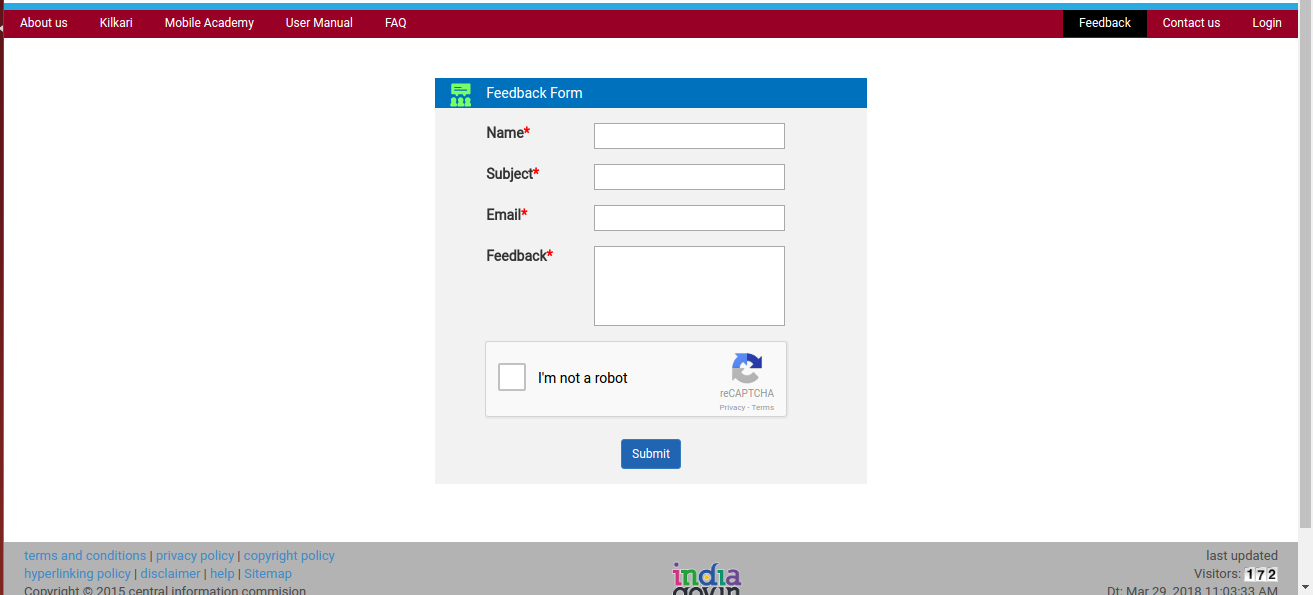 About us Kilkari Mobile Academy User Manual FAQ Feedback Contact us Login
Feedback Form
Name*
Subject*
Email*
Feedback*
I'm not a robot
reCAPTCHA
Privacy - Terms
Submit
terms and conditions | privacy policy | copyright policy
hyperlinking policy | disclaimer | help | Sitemap
Copyright © 2015 central information commision
india
gov.in
last updated
Visitors: 172
Dt: Mar 29, 2018 11:03:33 AM